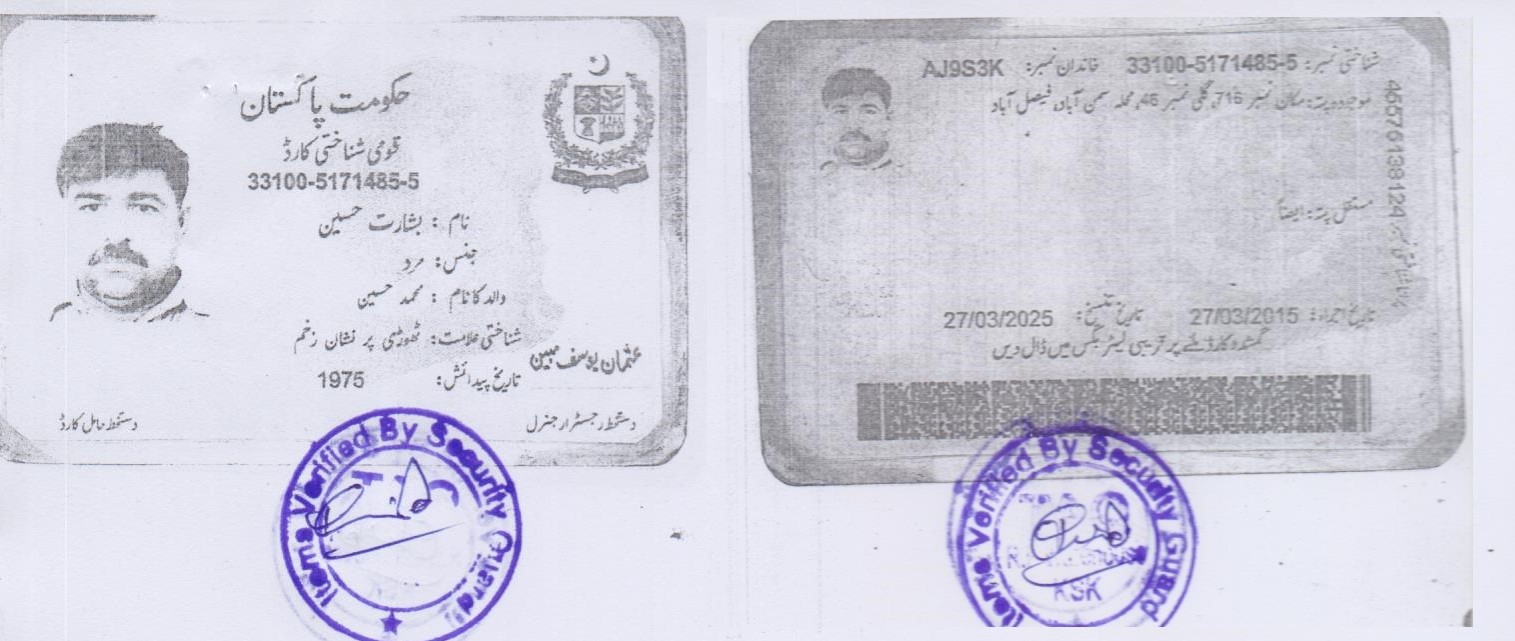 حکومت پاکستان
قومی شناختی کارڈ
33100-5171485-5
نام : بشارت حسین
جنس: مرد
والد کا نام : محمد حسین
شناختی علامت: ٹھوڑی پر نشان زخم
تاریخ پیدائش: 1975
عثمان یوسف مبین
دستخط رجسٹرار جنرل
دستخط حامل کارڈ
Items Verified By Security Guard
شناختی نمبر: 33100-5171485-5 خاندان نمبر: AJ9S3K
موجودہ پتہ: مکان نمبر 716، گلی نمبر 46، محلہ سمن آباد، فیصل آباد
مستقل پتہ: ایضاً
45576138124
تاریخ اجراء: 27/03/2015 تاریخ تنسیخ: 27/03/2025
گمشدہ کارڈ ملنے پر قریبی لیٹر بکس میں ڈال دیں
Items Verified By Security Guard
KSK